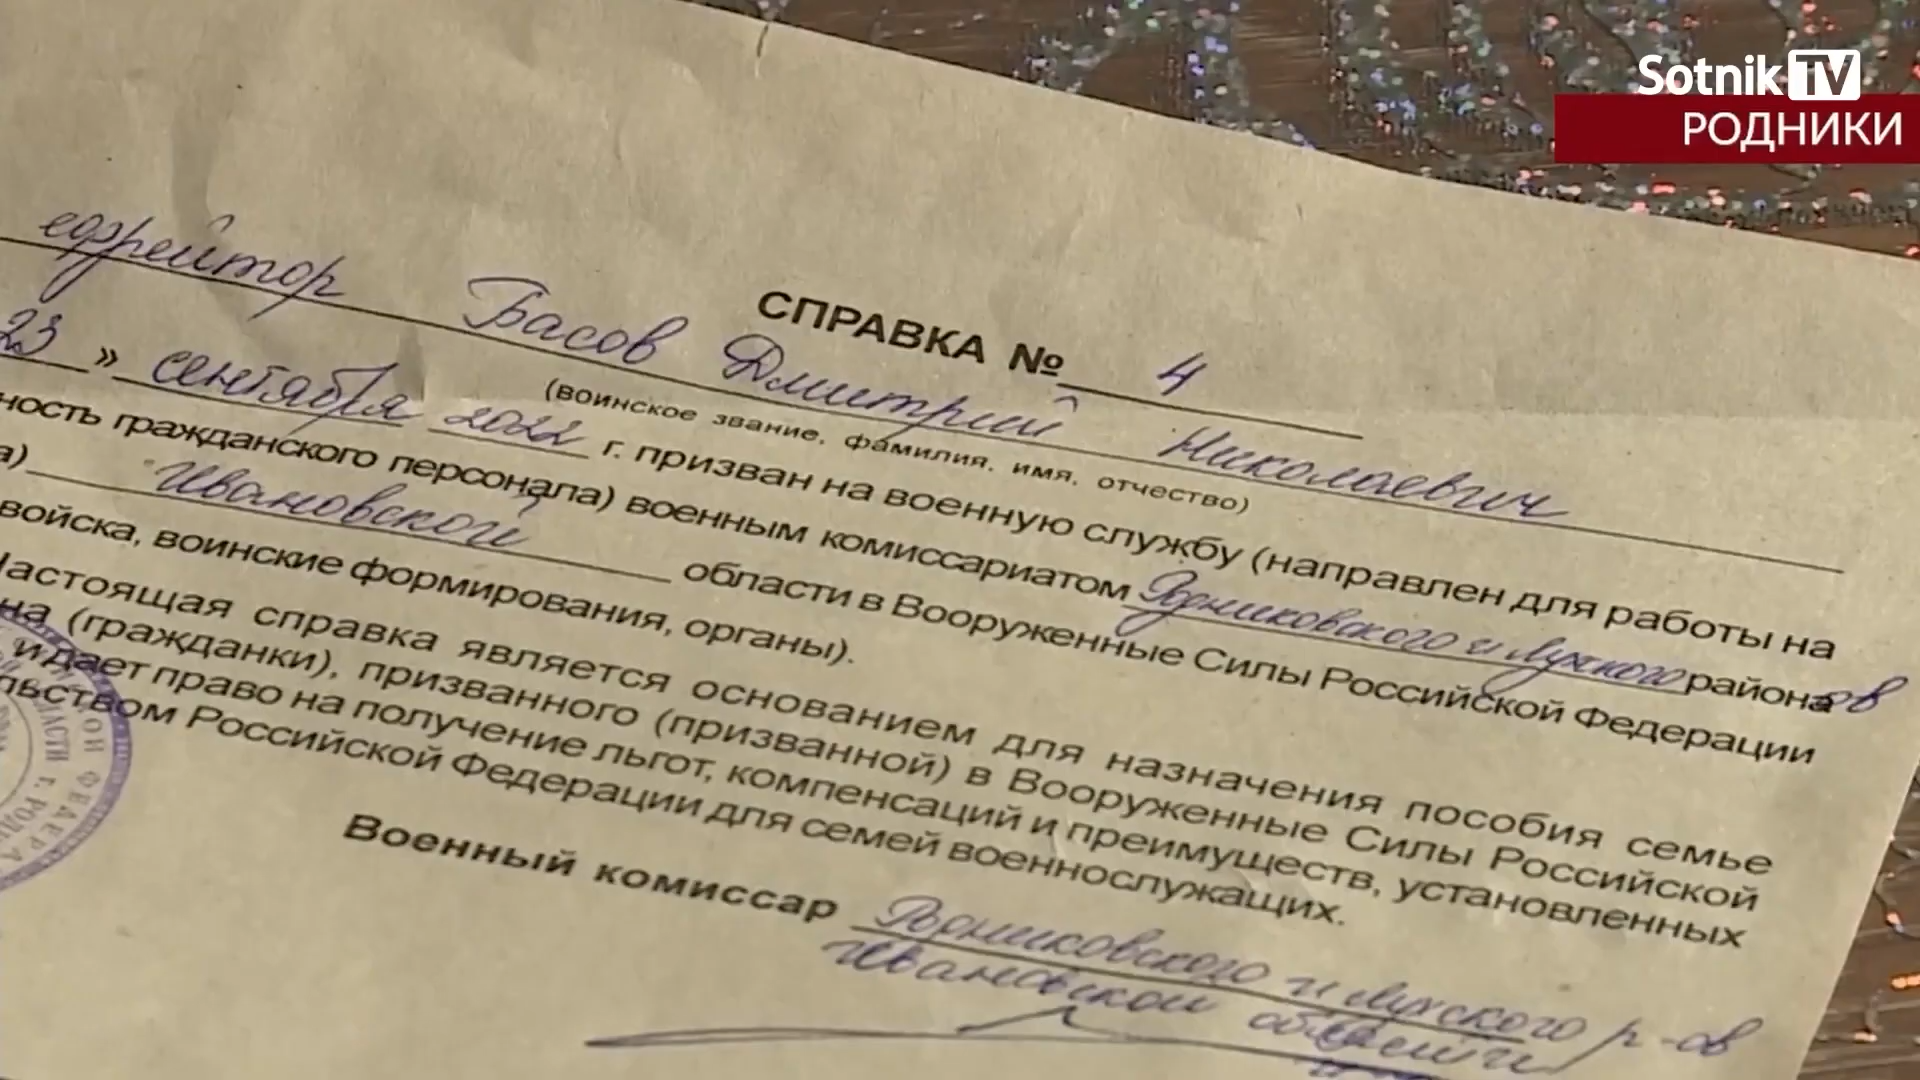 Sotnik TV
РОДНИКИ
СПРАВКА № 4
ефрейтор Басов Дмитрий Николаевич
(воинское звание, фамилия, имя, отчество)
23 » сентября 2022 г. призван на военную службу (направлен для работы на
ность гражданского персонала) военным комиссариатом Родниковского и Лухского районаов
а) Ивановской области в Вооруженные Силы Российской Федерации
войска, воинские формирования, органы).
Настоящая справка является основанием для назначения пособия семье
на (гражданки), призванного (призванной) в Вооруженные Силы Российской
и дает право на получение льгот, компенсаций и преимуществ, установленных
льством Российской Федерации для семей военнослужащих.
Военный комиссар Родниковского и Лухского р-ов
Ивановской области